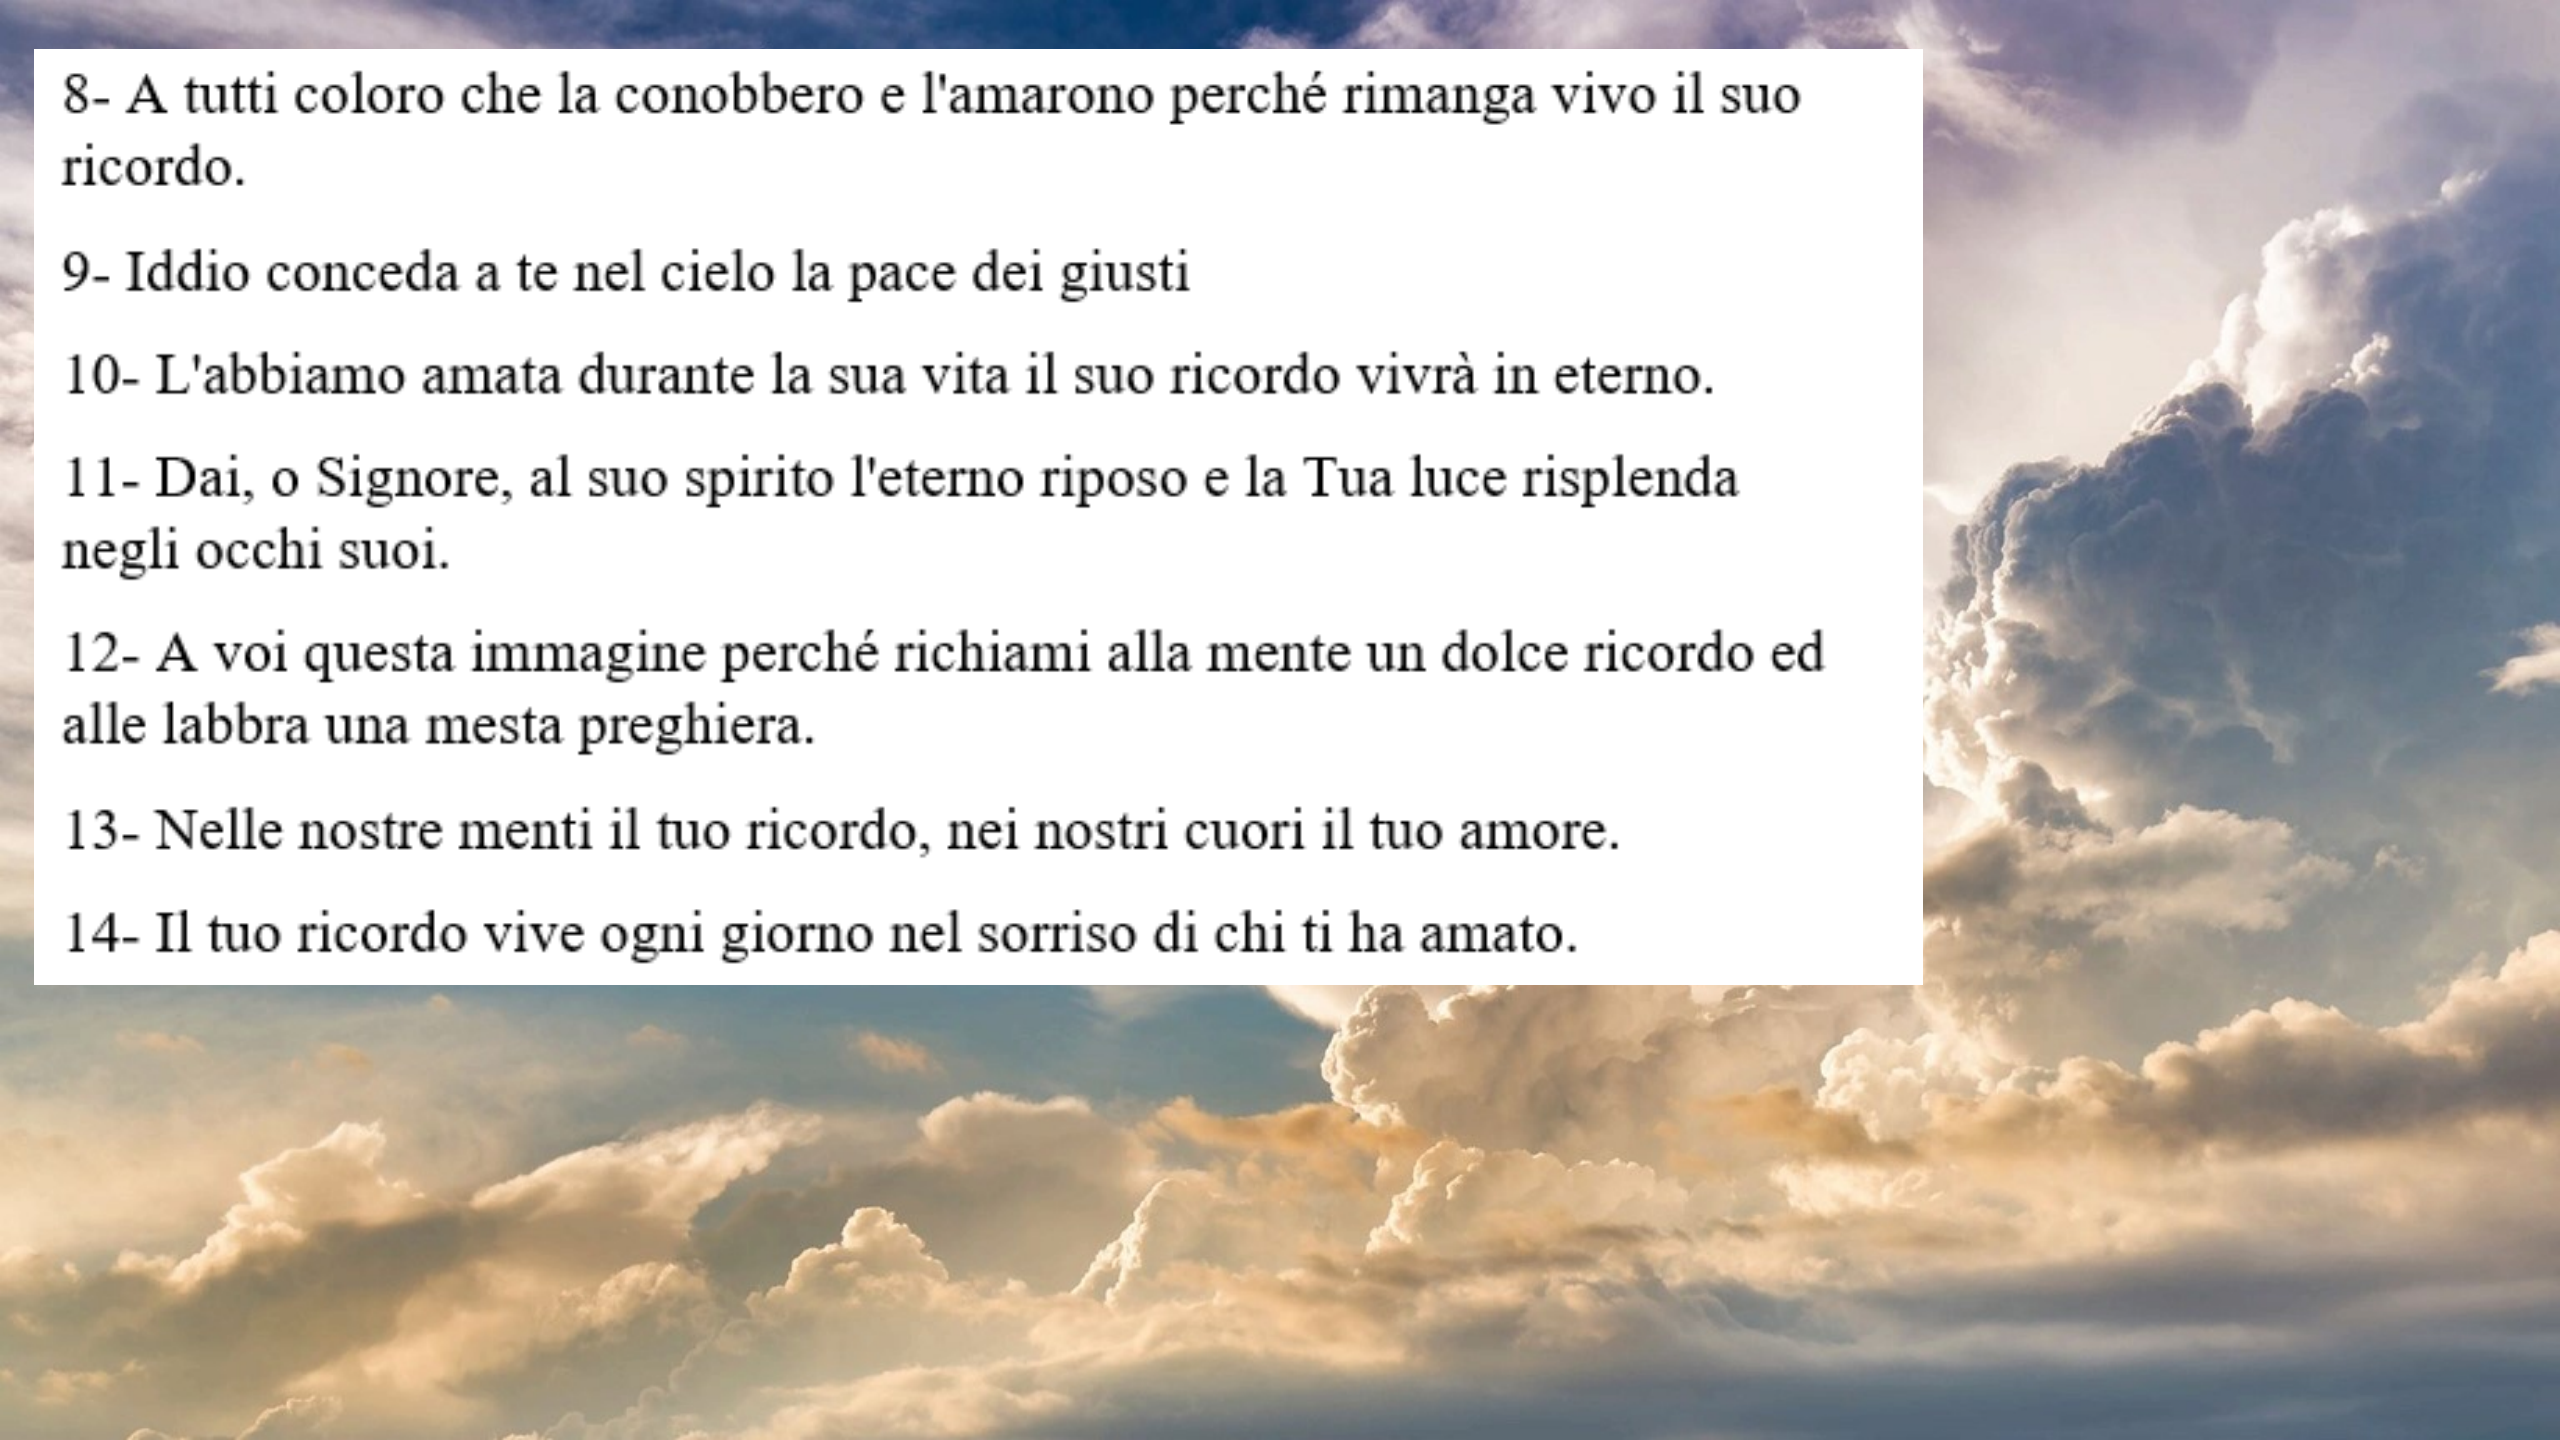 8- A tutti coloro che la conobbero e l'amarono perché rimanga vivo il suo
ricordo.
9- Iddio conceda a te nel cielo la pace dei giusti
10- L'abbiamo amata durante la sua vita il suo ricordo vivrà in eterno.
11- Dai, o Signore, al suo spirito l'eterno riposo e la Tua luce risplenda
negli occhi suoi.
12- A voi questa immagine perché richiami alla mente un dolce ricordo ed
alle labbra una mesta preghiera.
13- Nelle nostre menti il tuo ricordo, nei nostri cuori il tuo amore.
14- Il tuo ricordo vive ogni giorno nel sorriso di chi ti ha amato.